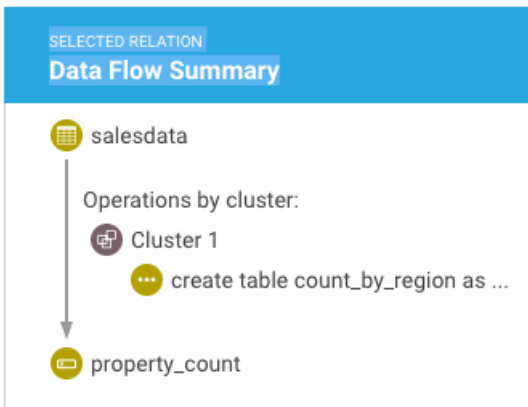 SELECTED RELATION
Data Flow Summary
salesdata
Operations by cluster:
Cluster 1
create table count_by_region as ...
property_count